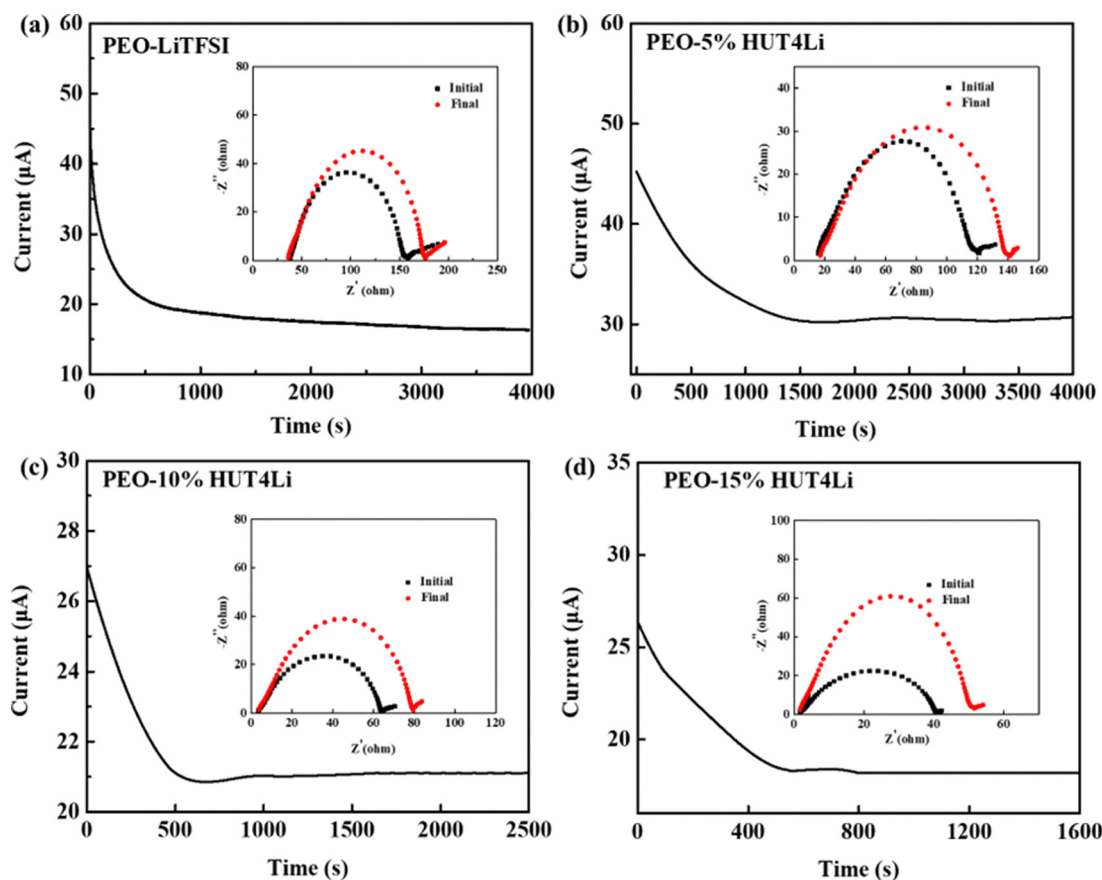 (a)
PEO-LiTFSI
Current (μA)
60
50
40
30
20
10
0
1000
2000
3000
4000
Time (s)
-Z'' (ohm)
80
60
40
20
0
0
50
100
150
200
250
Z' (ohm)
Initial
Final
(b)
PEO-5% HUT4Li
Current (μA)
60
50
40
30
0
500
1000
1500
2000
2500
3000
3500
4000
Time (s)
-Z'' (ohm)
40
30
20
10
0
0
20
40
60
80
100
120
140
160
Z' (ohm)
Initial
Final
(c)
PEO-10% HUT4Li
Current (μA)
30
28
26
24
22
20
0
500
1000
1500
2000
2500
Time (s)
-Z'' (ohm)
80
60
40
20
0
0
20
40
60
80
100
120
Z' (ohm)
Initial
Final
(d)
PEO-15% HUT4Li
Current (μA)
35
30
25
20
0
400
800
1200
1600
Time (s)
-Z'' (ohm)
100
80
60
40
20
0
0
20
40
60
Z' (ohm)
Initial
Final